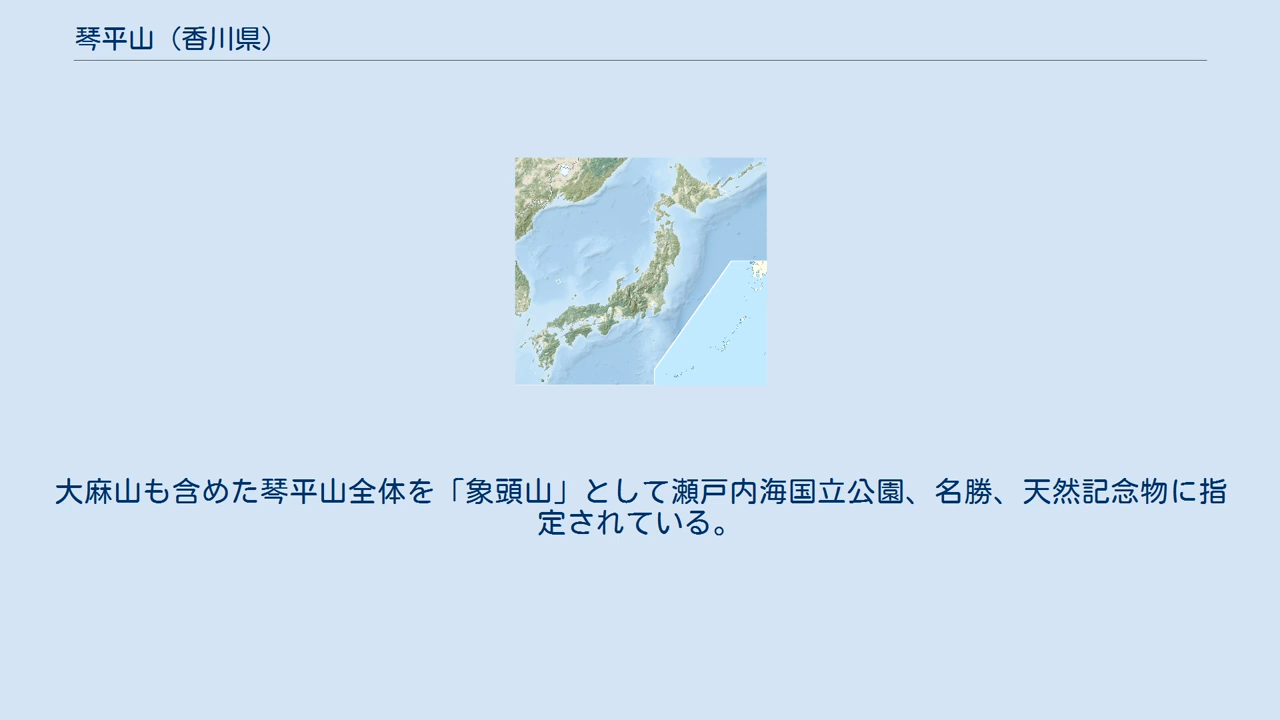 琴平山（香川県）
大麻山も含めた琴平山全体を「象頭山」として瀬戸内海国立公園、名勝、天然記念物に指
定されている。